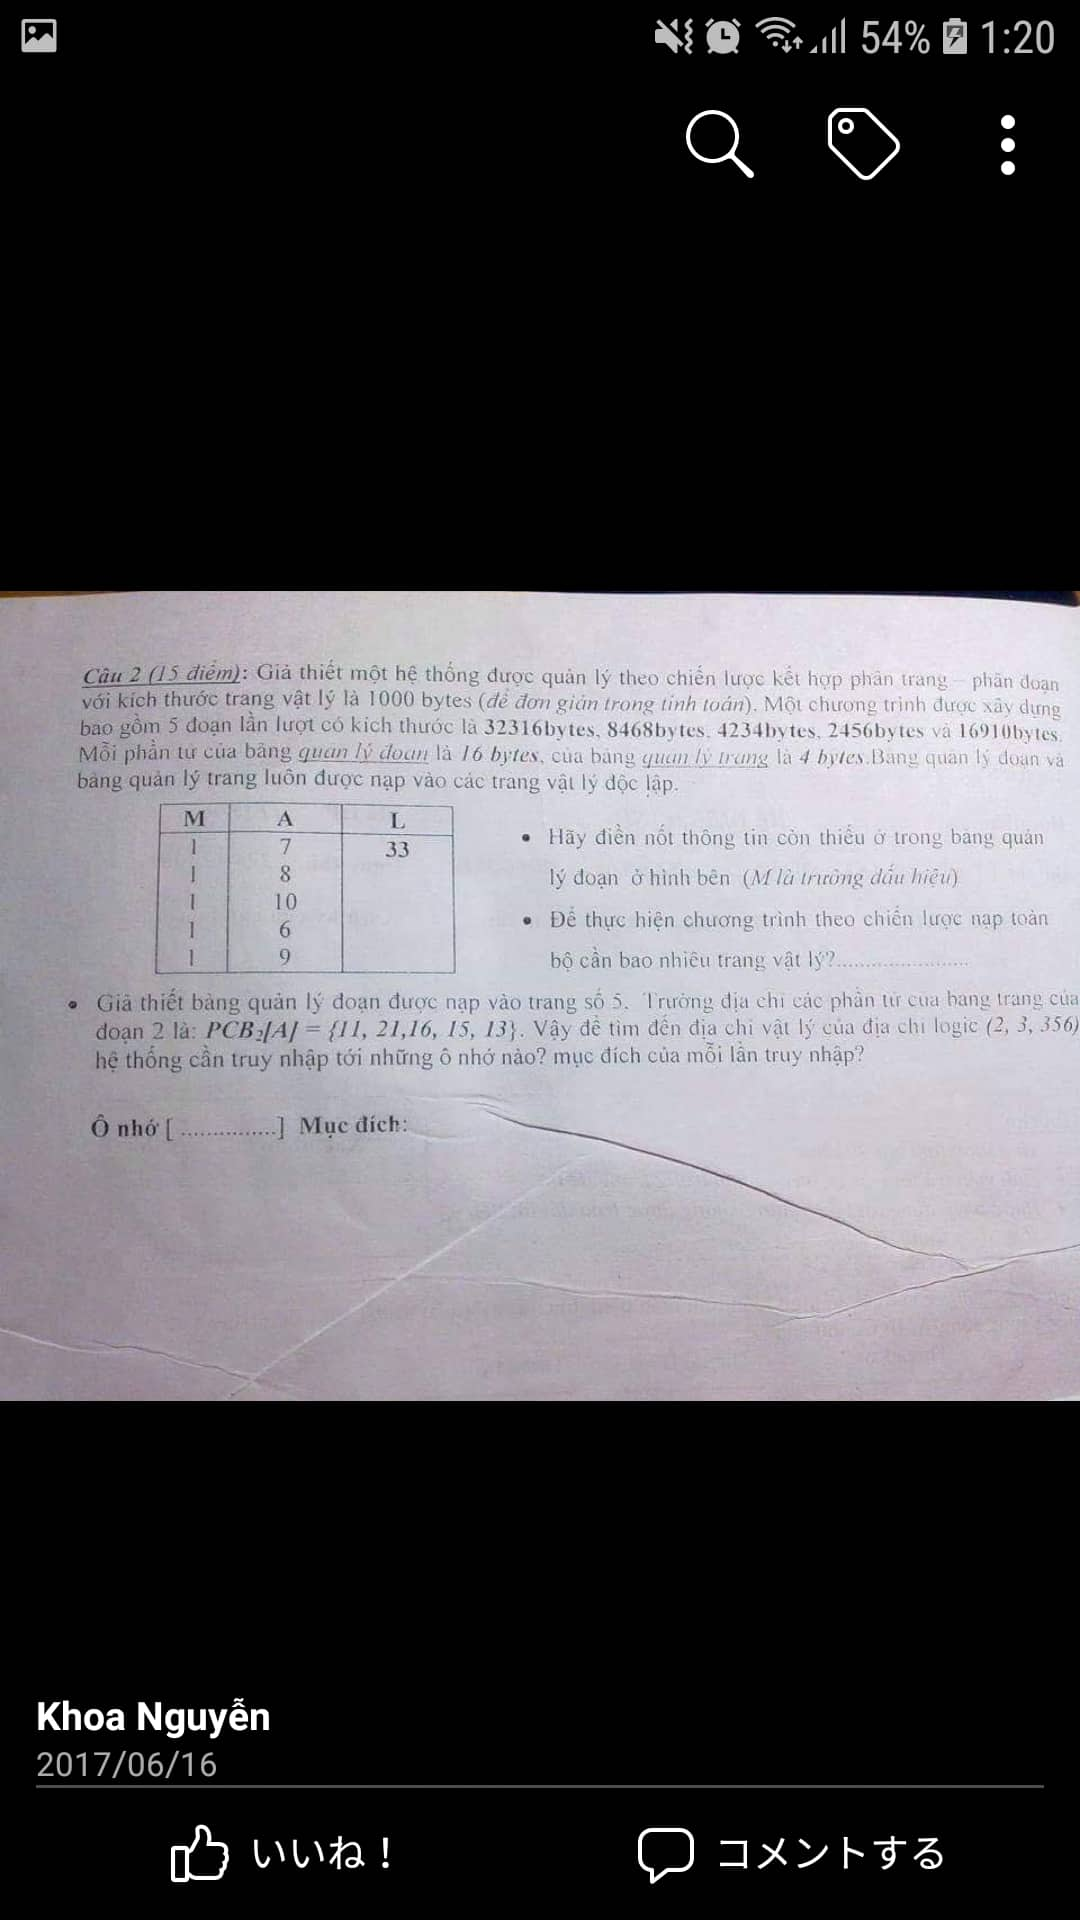 54% 1:20
Câu 2 (15 điểm): Giả thiết một hệ thống được quản lý theo chiến lược kết hợp phân trang – phân đoạn
với kích thước trang vật lý là 1000 bytes (để đơn giản trong tính toán). Một chương trình được xây dựng
bao gồm 5 đoạn lần lượt có kích thước là 32316bytes, 8468bytes, 4234bytes, 2456bytes và 16910bytes.
Mỗi phần tử của bảng quản lý đoạn là 16 bytes, của bảng quản lý trang là 4 bytes.Bảng quản lý đoạn và
bảng quản lý trang luôn được nạp vào các trang vật lý độc lập.
M A L
1 7 33
1 8
1 10
1 6
1 9
• Hãy điền nốt thông tin còn thiếu ở trong bảng quản
lý đoạn ở hình bên (M là trường dấu hiệu)
• Để thực hiện chương trình theo chiến lược nạp toàn
bộ cần bao nhiêu trang vật lý?......................
• Giả thiết bảng quản lý đoạn được nạp vào trang số 5. Trường địa chỉ các phần tử của bảng trang của
đoạn 2 là: PCB₂[A] = {11, 21,16, 15, 13}. Vậy để tìm đến địa chỉ vật lý của địa chỉ logic (2, 3, 356)
hệ thống cần truy nhập tới những ô nhớ nào? mục đích của mỗi lần truy nhập?
Ô nhớ [ ...............] Mục đích:
Khoa Nguyễn
2017/06/16
いいね！ コメントする